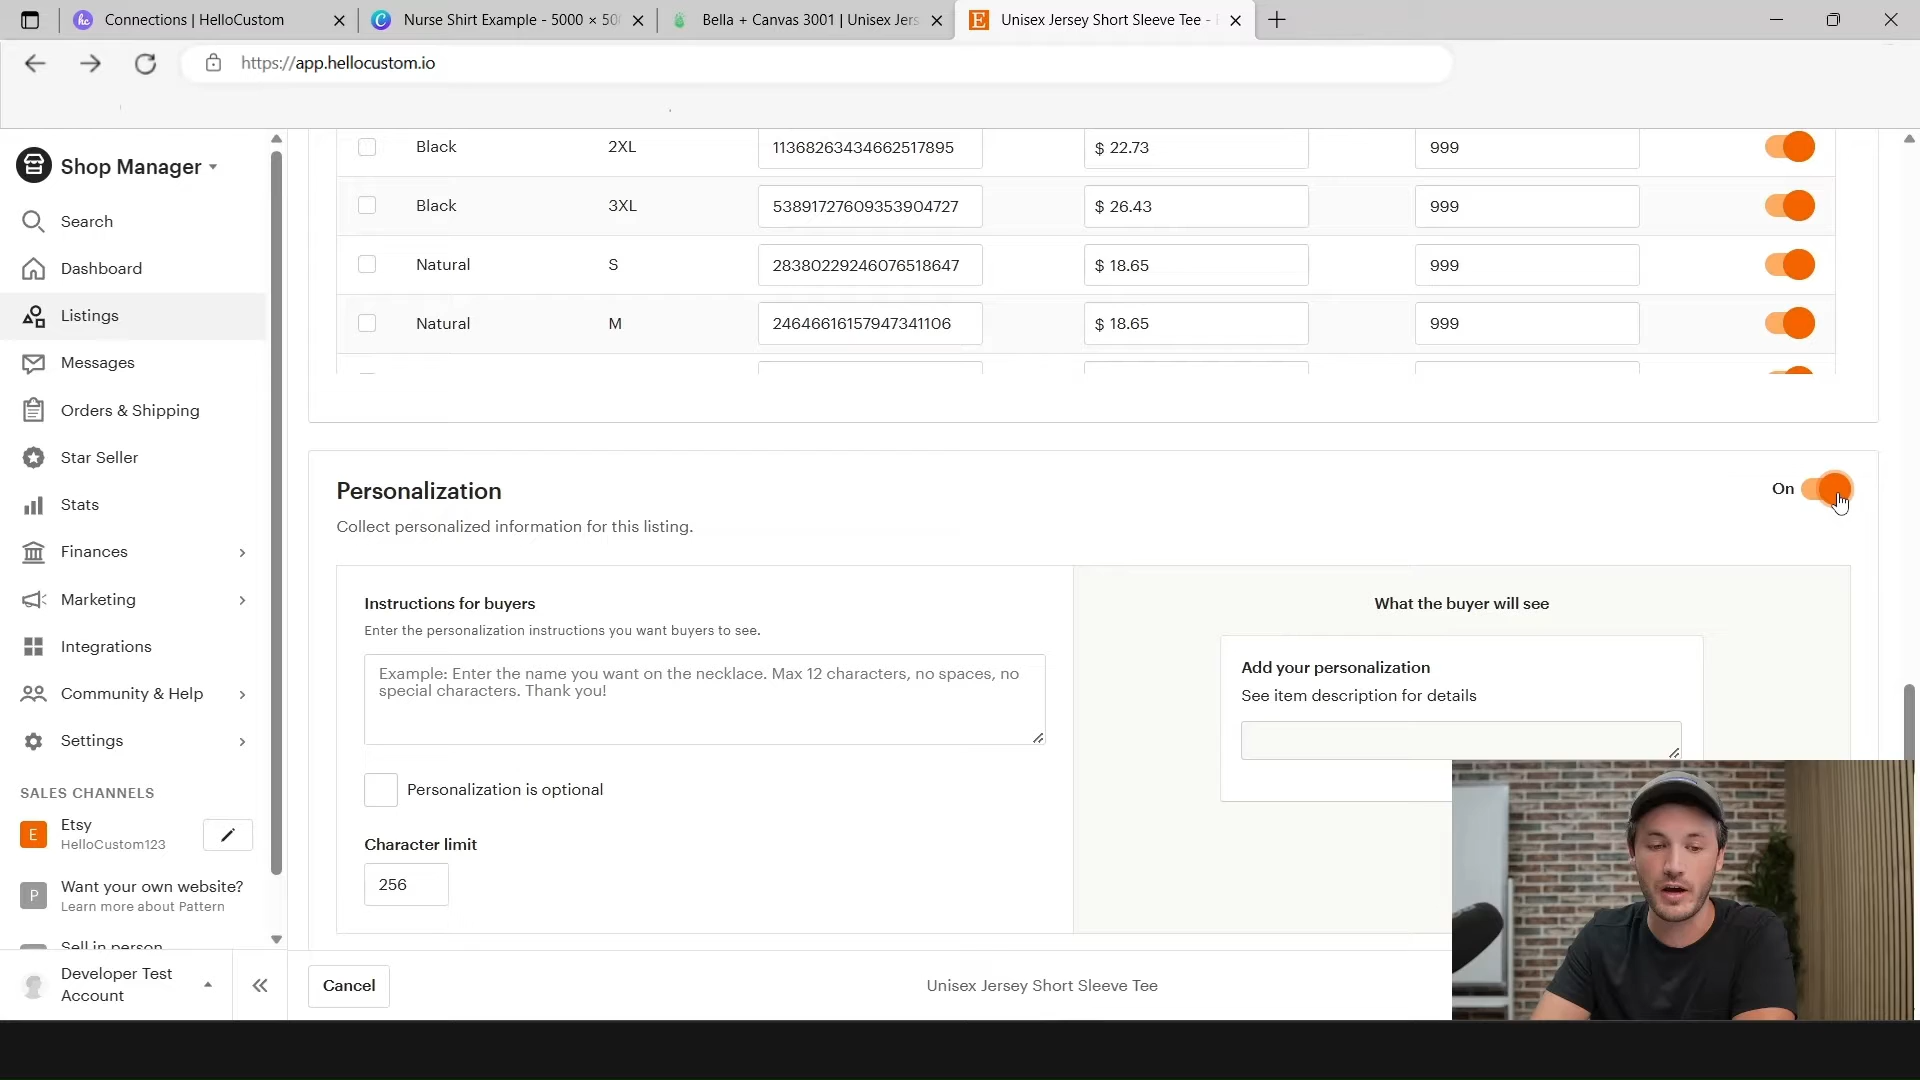 Connections | HelloCustom
Nurse Shirt Example - 5000 × 50
Bella + Canvas 3001 | Unisex Jers
Unisex Jersey Short Sleeve Tee -
https://app.hellocustom.io
Shop Manager
Search
Dashboard
Listings
Messages
Orders & Shipping
Star Seller
Stats
Finances
Marketing
Integrations
Community & Help
Settings
SALES CHANNELS
E
Etsy
HelloCustom123
P
Want your own website?
Learn more about Pattern
Sell in person
Developer Test
Account
Black 2XL 11368263434662517895 $ 22.73 999
Black 3XL 53891727609353904727 $ 26.43 999
Natural S 28380229246076518647 $ 18.65 999
Natural M 24646616157947341106 $ 18.65 999
Personalization
On
Collect personalized information for this listing.
Instructions for buyers
Enter the personalization instructions you want buyers to see.
Example: Enter the name you want on the necklace. Max 12 characters, no spaces, no
special characters. Thank you!
Personalization is optional
Character limit
256
What the buyer will see
Add your personalization
See item description for details
Cancel
Unisex Jersey Short Sleeve Tee